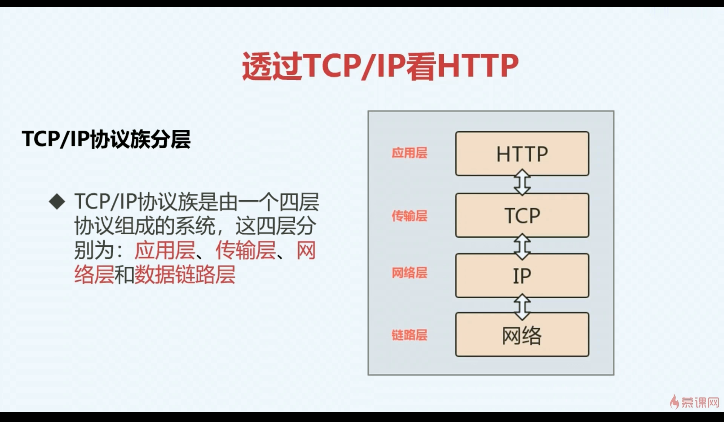 透过TCP/IP看HTTP
TCP/IP协议族分层
◆ TCP/IP协议族是由一个四层
协议组成的系统，这四层分
别为：应用层、传输层、网
络层和数据链路层
应用层 HTTP
传输层 TCP
网络层 IP
链路层 网络
慕课网